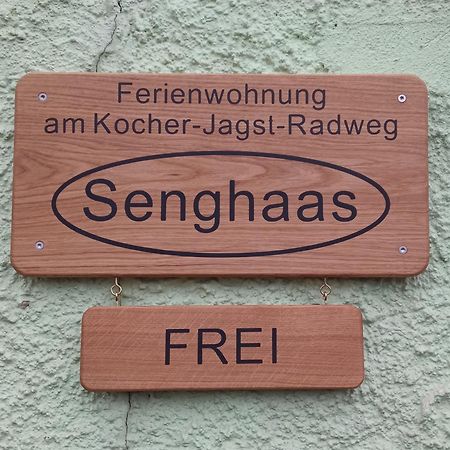 Ferienwohnung
am Kocher-Jagst-Radweg
Senghaas
FREI